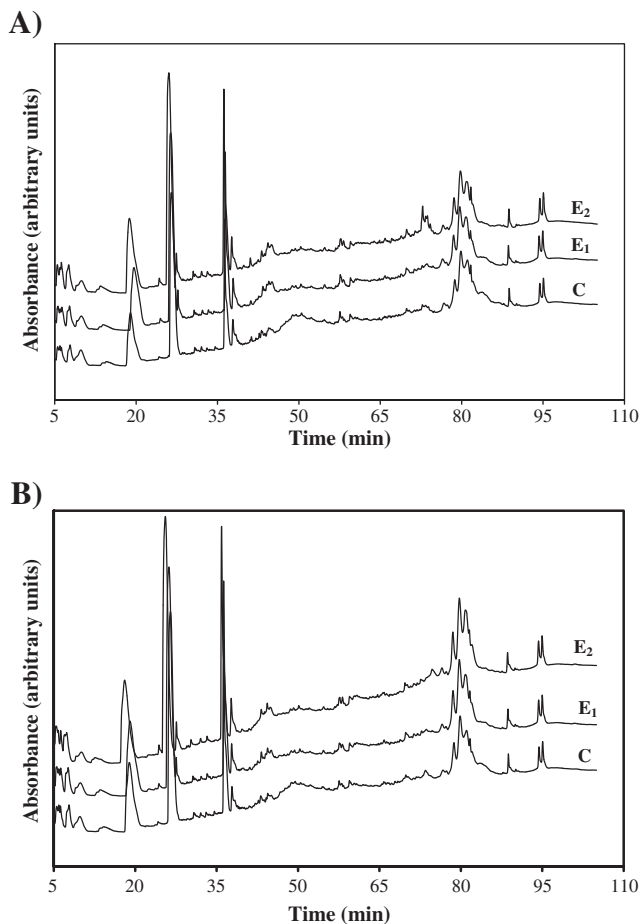 A)
Absorbance (arbitrary units)
E₂
E₁
C
5 20 35 50 65 80 95 110
Time (min)
B)
Absorbance (arbitrary units)
E₂
E₁
C
5 20 35 50 65 80 95 110
Time (min)